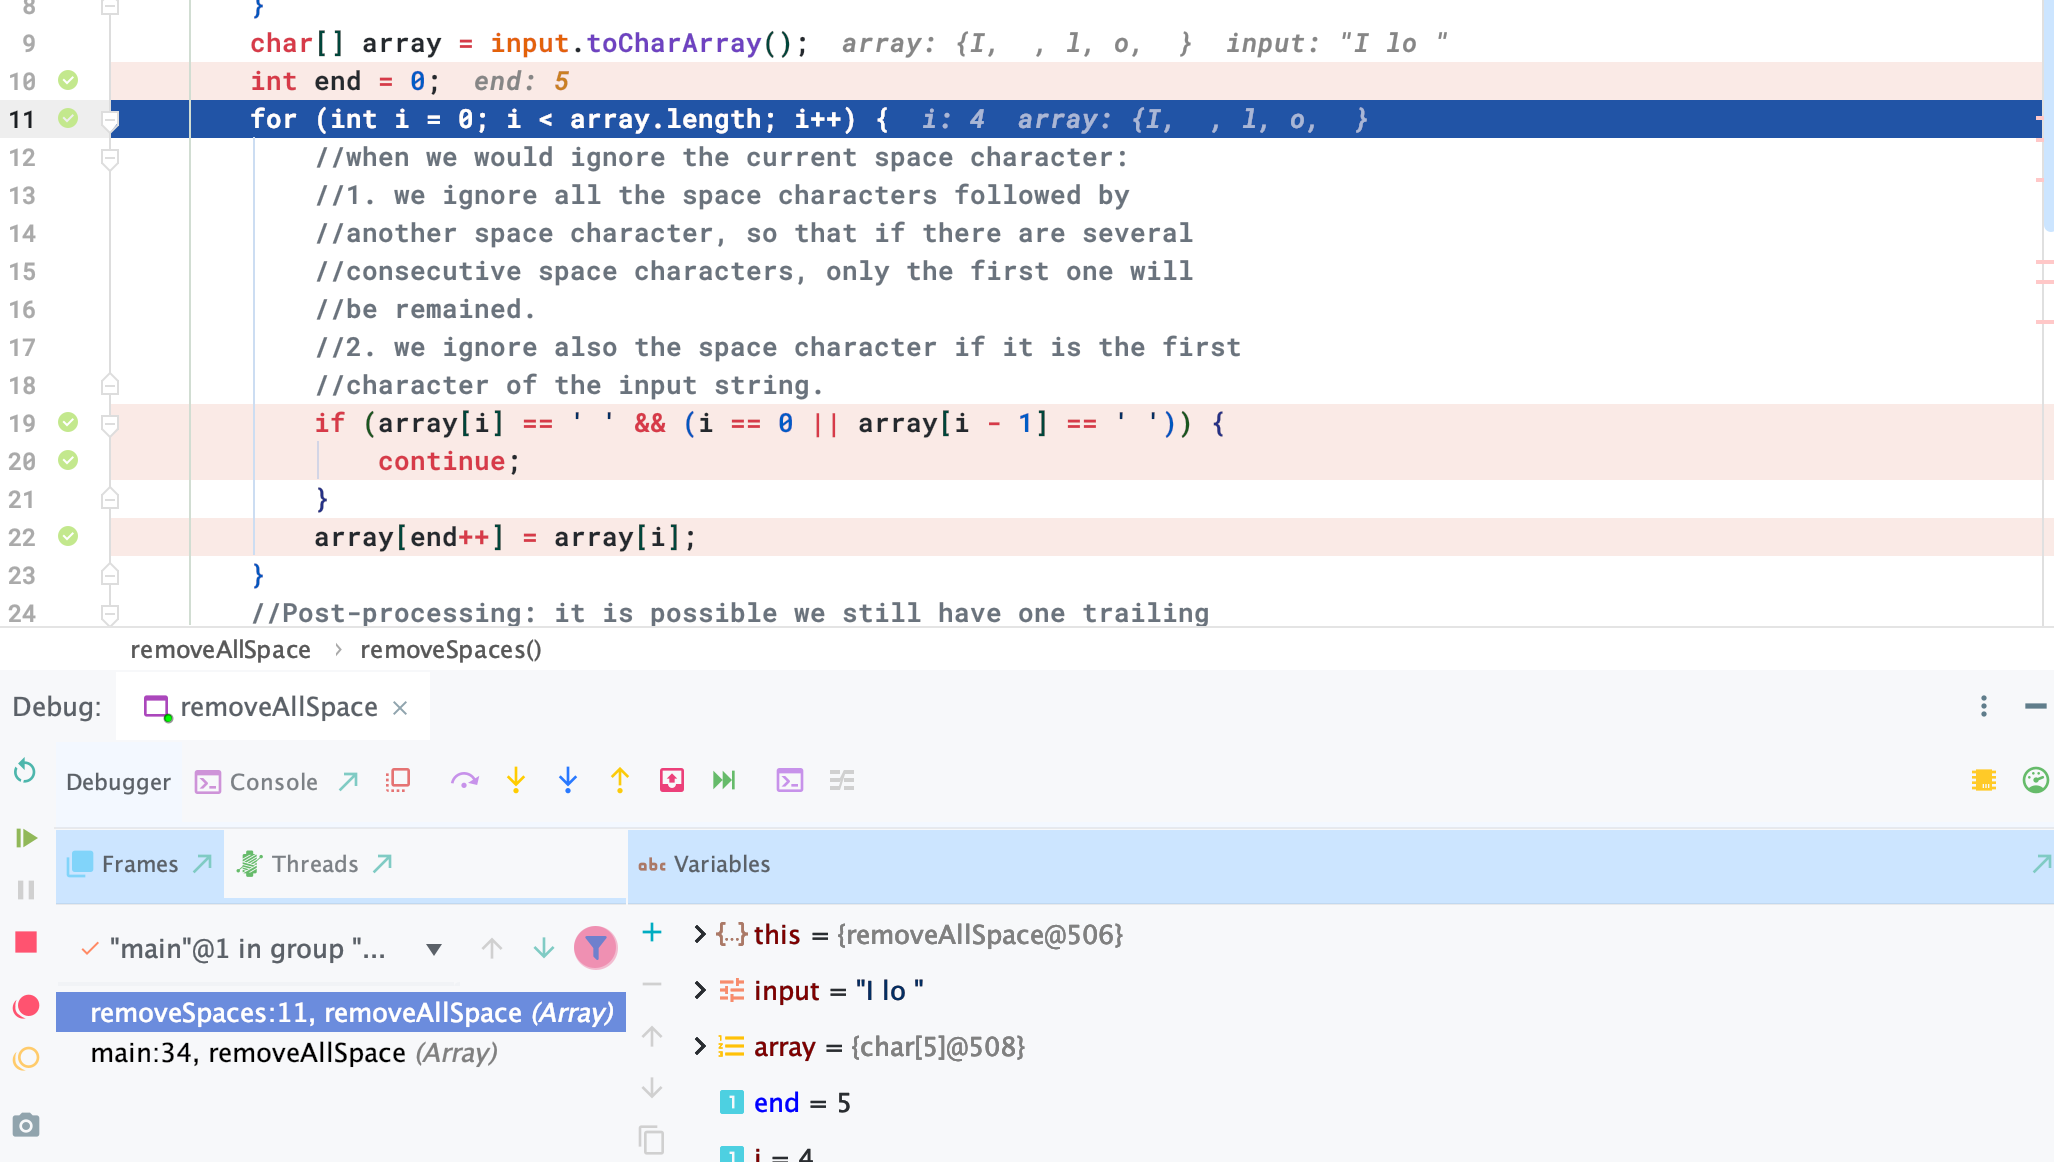 8 }
9 char[] array = input.toCharArray(); array: {I,  , l, o,  } input: "I lo "
10 int end = 0; end: 5
11 for (int i = 0; i < array.length; i++) { i: 4 array: {I,  , l, o,  }
12 //when we would ignore the current space character:
13 //1. we ignore all the space characters followed by
14 //another space character, so that if there are several
15 //consecutive space characters, only the first one will
16 //be remained.
17 //2. we ignore also the space character if it is the first
18 //character of the input string.
19 if (array[i] == ' ' && (i == 0 || array[i - 1] == ' ')) {
20 continue;
21 }
22 array[end++] = array[i];
23 }
24 //Post-processing: it is possible we still have one trailing
removeAllSpace › removeSpaces()
Debug: removeAllSpace ×
Debugger Console
Frames Threads abc Variables
"main"@1 in group "...
removeSpaces:11, removeAllSpace (Array)
main:34, removeAllSpace (Array)
{...} this = {removeAllSpace@506}
input = "I lo "
array = {char[5]@508}
1 end = 5
1 i = 4